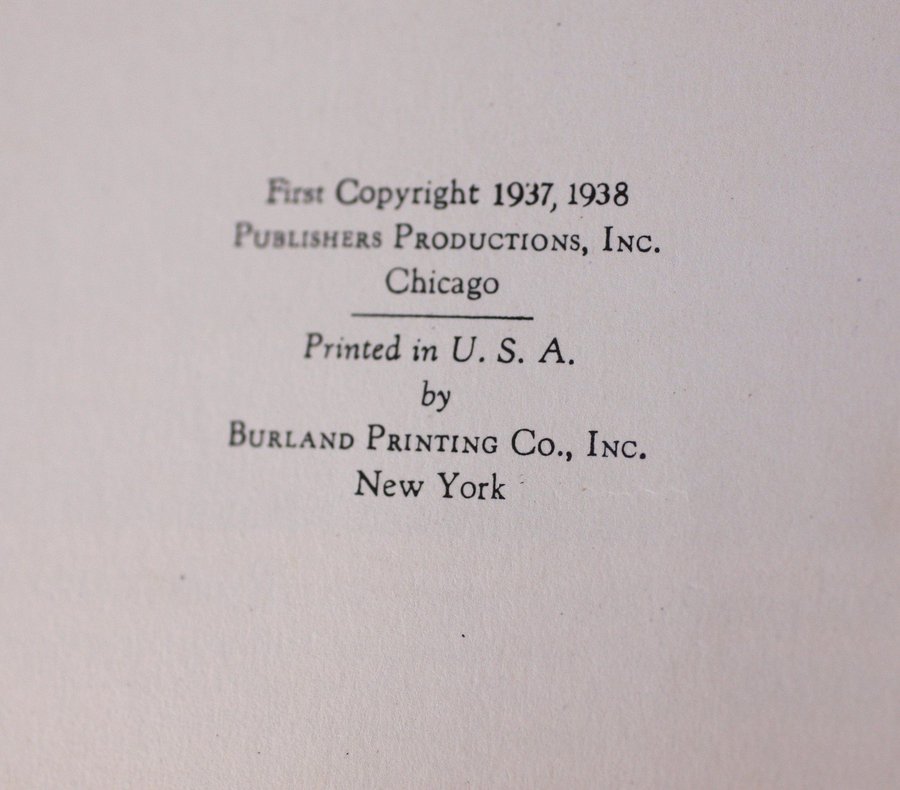 First Copyright 1937, 1938
PUBLISHERS PRODUCTIONS, INC.
Chicago
Printed in U. S. A.
by
BURLAND PRINTING CO., INC.
New York